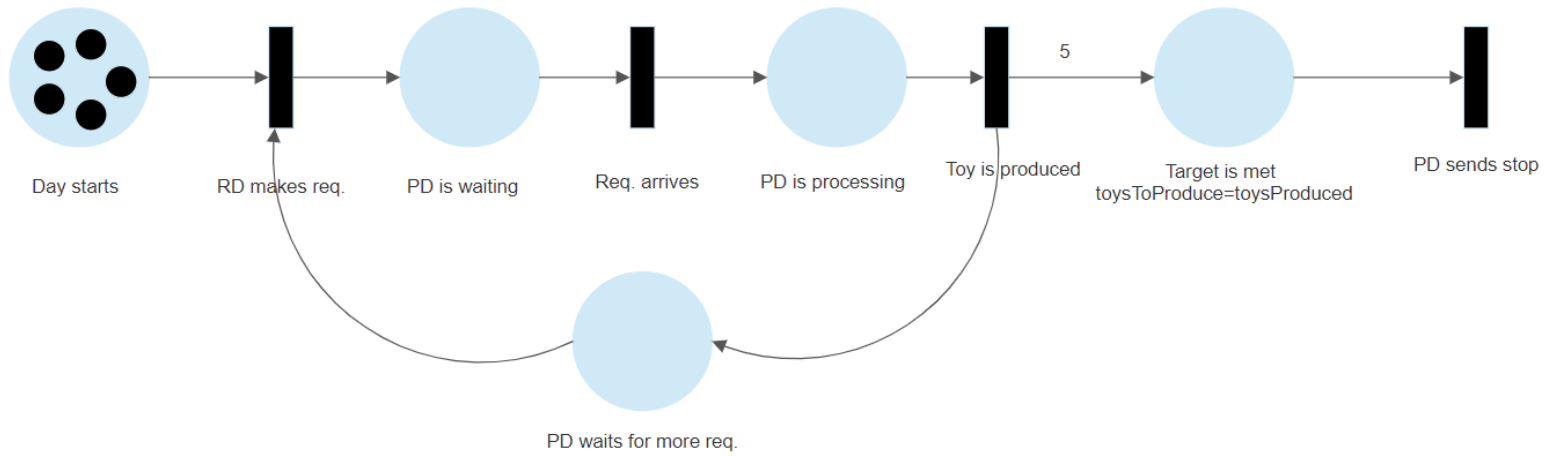 5
Day starts
RD makes req.
PD is waiting
Req. arrives
PD is processing
Toy is produced
Target is met
toysToProduce=toysProduced
PD sends stop
PD waits for more req.